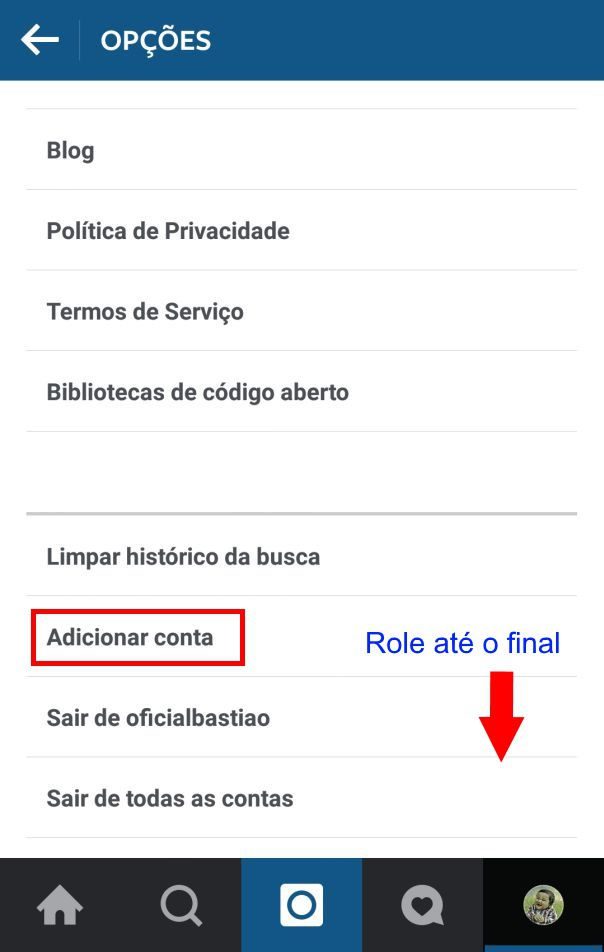 OPÇÕES
Blog
Política de Privacidade
Termos de Serviço
Bibliotecas de código aberto
Limpar histórico da busca
Adicionar conta
Role até o final
Sair de oficialbastiao
Sair de todas as contas